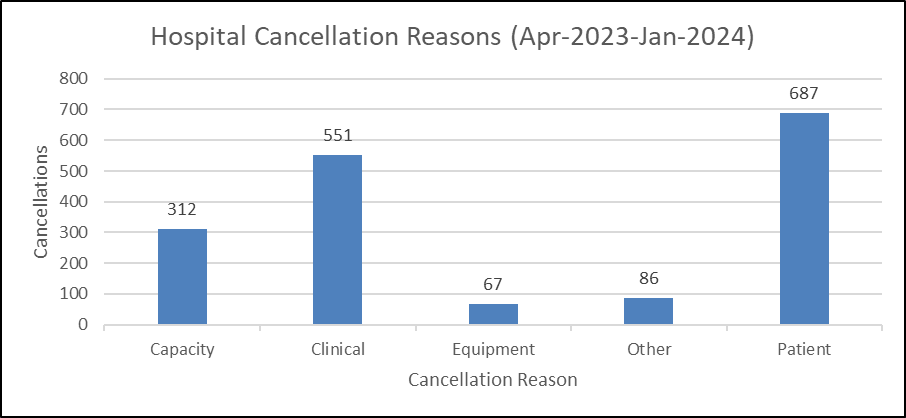 Hospital Cancellation Reasons (Apr-2023-Jan-2024)
Cancellations
800
700
600
500
400
300
200
100
0
312
551
67
86
687
Capacity
Clinical
Equipment
Other
Patient
Cancellation Reason